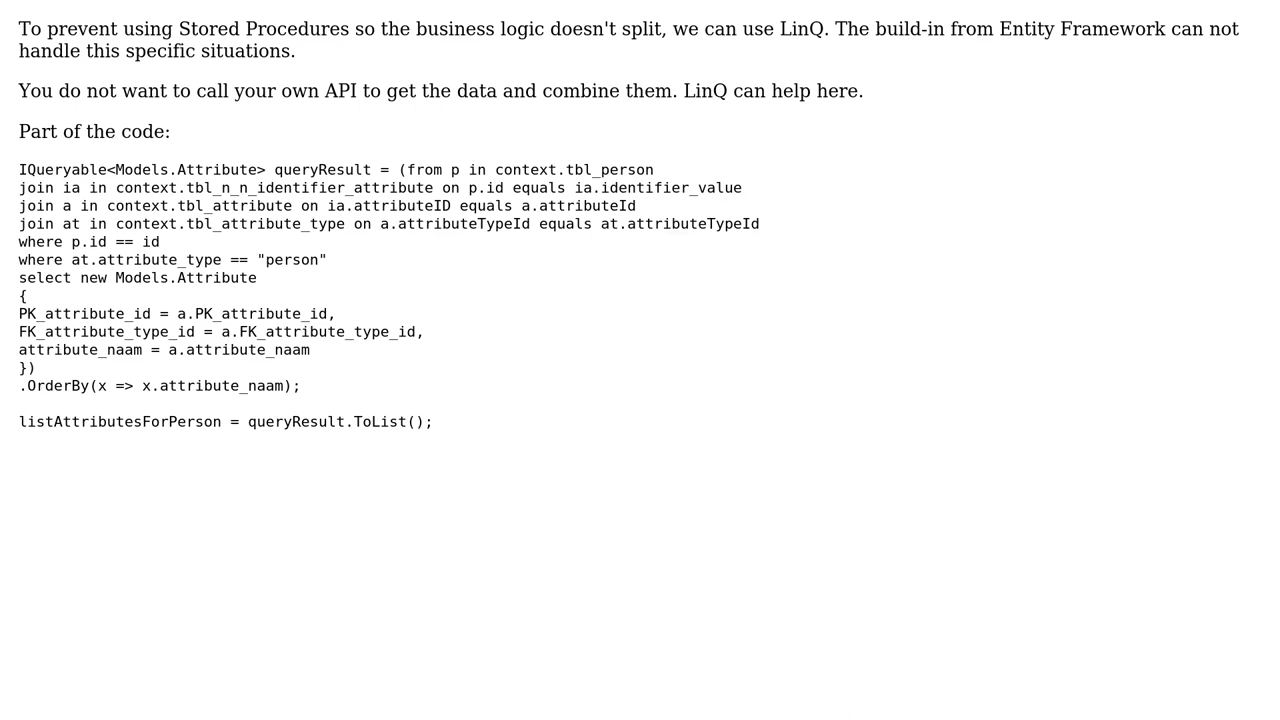 To prevent using Stored Procedures so the business logic doesn't split, we can use LinQ. The build-in from Entity Framework can not
handle this specific situations.
You do not want to call your own API to get the data and combine them. LinQ can help here.
Part of the code:
IQueryable<Models.Attribute> queryResult = (from p in context.tbl_person
join ia in context.tbl_n_n_identifier_attribute on p.id equals ia.identifier_value
join a in context.tbl_attribute on ia.attributeID equals a.attributeId
join at in context.tbl_attribute_type on a.attributeTypeId equals at.attributeTypeId
where p.id == id
where at.attribute_type == "person"
select new Models.Attribute
{
PK_attribute_id = a.PK_attribute_id,
FK_attribute_type_id = a.FK_attribute_type_id,
attribute_naam = a.attribute_naam
})
.OrderBy(x => x.attribute_naam);
listAttributesForPerson = queryResult.ToList();